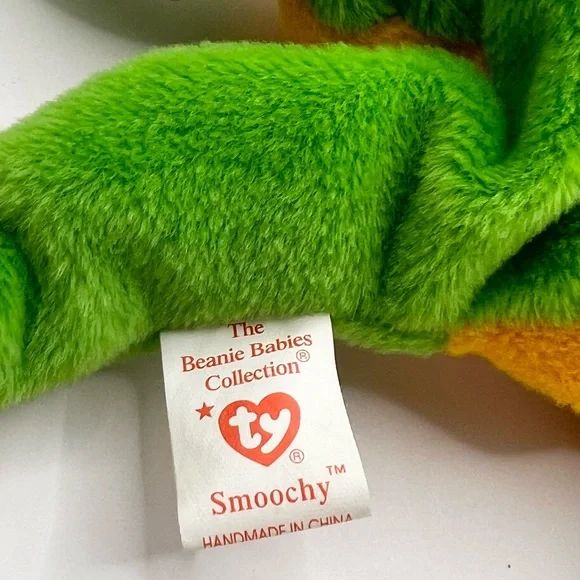 The
Beanie Babies
Collection®
ty®
Smoochy™
HANDMADE IN CHINA